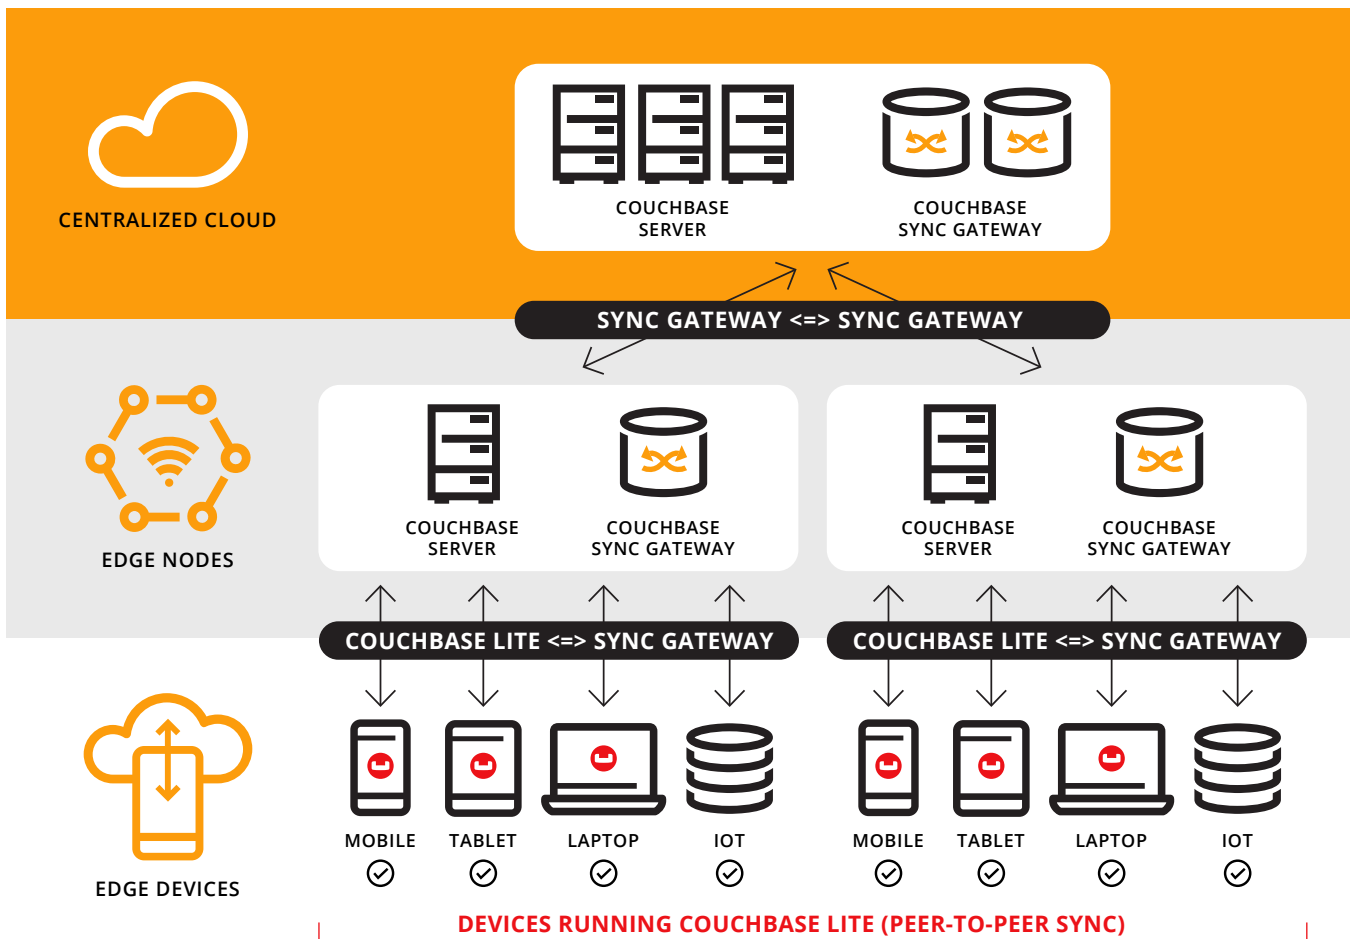 CENTRALIZED CLOUD
COUCHBASE
SERVER
COUCHBASE
SYNC GATEWAY
SYNC GATEWAY <=> SYNC GATEWAY
EDGE NODES
COUCHBASE
SERVER
COUCHBASE
SYNC GATEWAY
COUCHBASE
SERVER
COUCHBASE
SYNC GATEWAY
COUCHBASE LITE <=> SYNC GATEWAY
COUCHBASE LITE <=> SYNC GATEWAY
EDGE DEVICES
MOBILE
TABLET
LAPTOP
IOT
MOBILE
TABLET
LAPTOP
IOT
DEVICES RUNNING COUCHBASE LITE (PEER-TO-PEER SYNC)